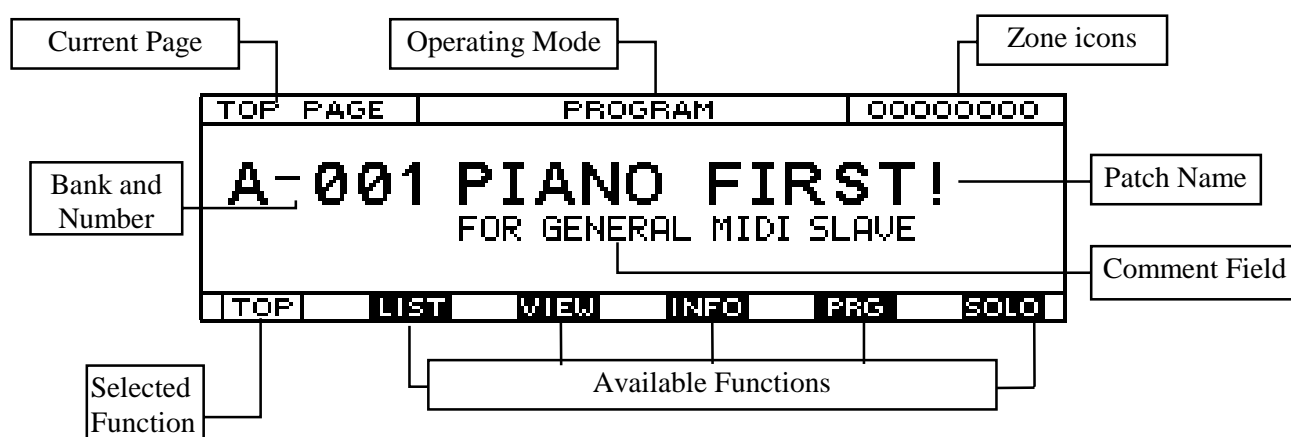 Current Page
Operating Mode
Zone icons
TOP PAGE
PROGRAM
OOOOOOOO
Bank and
Number
A-001 PIANO FIRST!
Patch Name
FOR GENERAL MIDI SLAVE
Comment Field
TOP LIST VIEW INFO PRG SOLO
Selected
Function
Available Functions